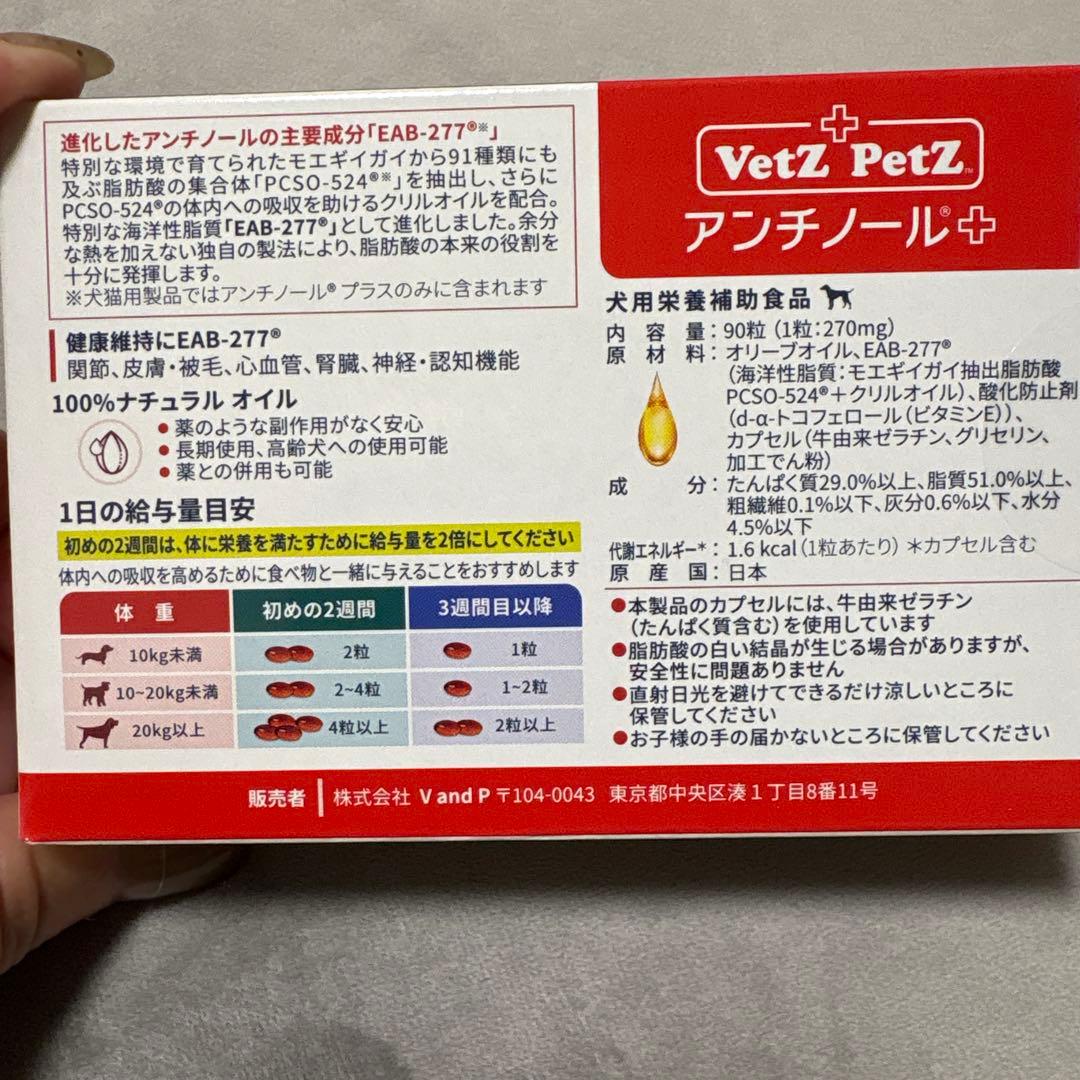 進化したアンチノールの主要成分「EAB-277®※」
特別な環境で育てられたモエギイガイから91種類にも
及ぶ脂肪酸の集合体「PCSO-524®※」を抽出し、さらに
PCSO-524®の体内への吸収を助けるクリルオイルを配合。
特別な海洋性脂質「EAB-277®」として進化しました。余分
な熱を加えない独自の製法により、脂肪酸の本来の役割を
十分に発揮します。
※犬猫用製品ではアンチノール® プラスのみに含まれます
健康維持にEAB-277®
関節、皮膚・被毛、心血管、腎臓、神経・認知機能
100%ナチュラル オイル
●薬のような副作用がなく安心
●長期使用、高齢犬への使用可能
●薬との併用も可能
1日の給与量目安
初めの2週間は、体に栄養を満たすために給与量を2倍にしてください
体内への吸収を高めるために食べ物と一緒に与えることをおすすめします
体 重 初めの2週間 3週間目以降
10kg未満 2粒 1粒
10~20kg未満 2~4粒 1~2粒
20kg以上 4粒以上 2粒以上
VetZ PetZ™
アンチノール®+
犬用栄養補助食品
内容量:90粒(1粒:270mg)
原材料:オリーブオイル、EAB-277®
(海洋性脂質:モエギイガイ抽出脂肪酸
PCSO-524®+クリルオイル)、酸化防止剤
(d-α-トコフェロール(ビタミンE))、
カプセル(牛由来ゼラチン、グリセリン、
加工でん粉)
成分:たんぱく質29.0%以上、脂質51.0%以上、
粗繊維0.1%以下、灰分0.6%以下、水分
4.5%以下
代謝エネルギー*:1.6 kcal(1粒あたり)*カプセル含む
原産国:日本
●本製品のカプセルには、牛由来ゼラチン
(たんぱく質含む)を使用しています
●脂肪酸の白い結晶が生じる場合がありますが、
安全性に問題ありません
●直射日光を避けてできるだけ涼しいところに
保管してください
●お子様の手の届かないところに保管してください
販売者 株式会社 V and P 〒104-0043 東京都中央区湊1丁目8番11号